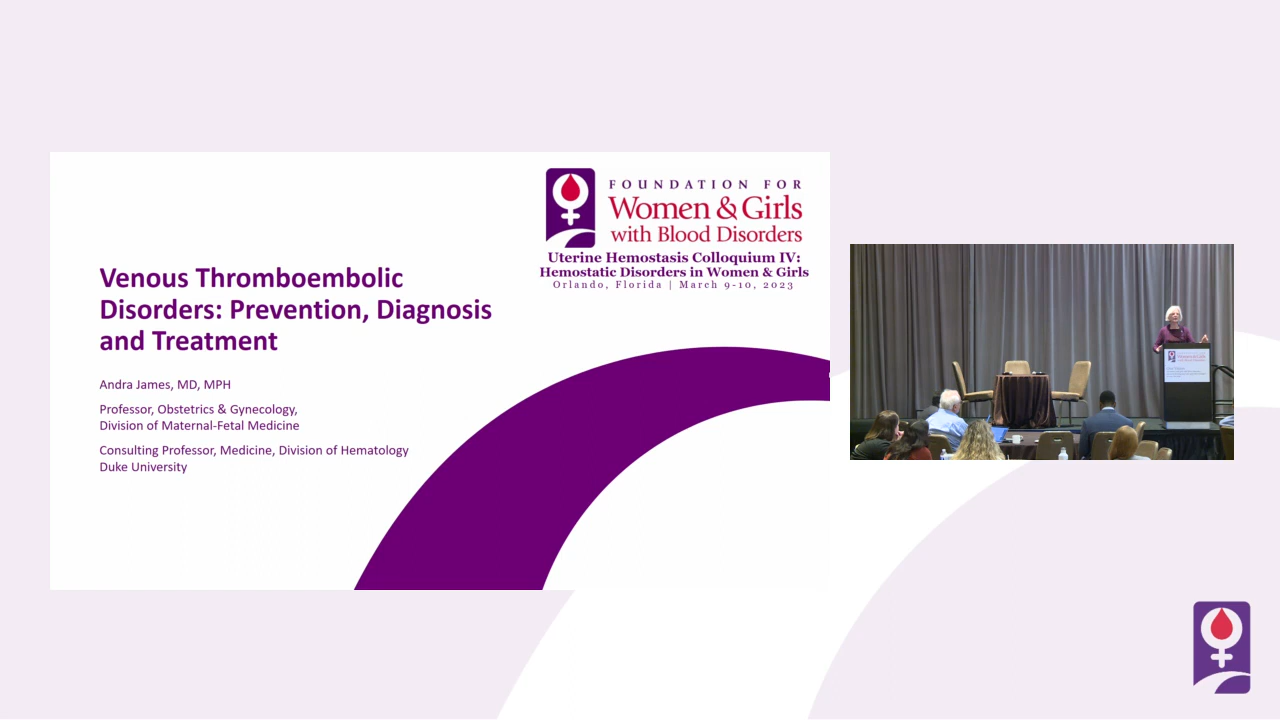 FOUNDATION FOR
Women & Girls
with Blood Disorders
Uterine Hemostasis Colloquium IV:
Hemostatic Disorders in Women & Girls
Orlando, Florida | March 9-10, 2023
Venous Thromboembolic
Disorders: Prevention, Diagnosis
and Treatment
Andra James, MD, MPH
Professor, Obstetrics & Gynecology,
Division of Maternal-Fetal Medicine
Consulting Professor, Medicine, Division of Hematology
Duke University
Women & Girls